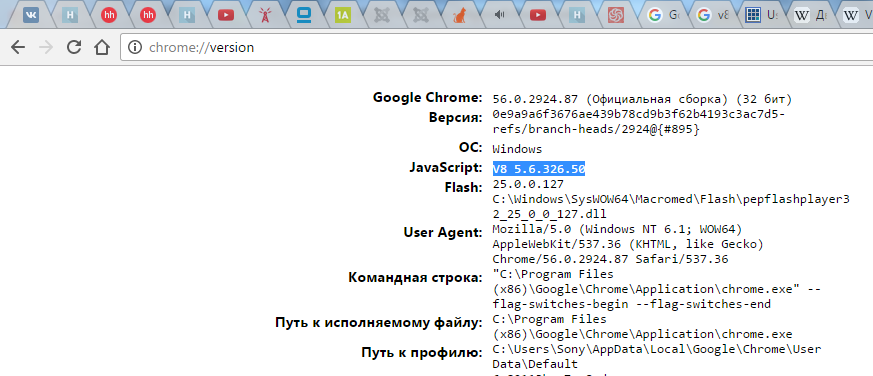 H hh hh 1A H G Gi G v8 Us W Д W V
chrome://version
Google Chrome: 56.0.2924.87 (Официальная сборка) (32 бит)
Версия: 0e9a9a6f3676ae439b78cd9b3f62b4193c3ac7d5-
refs/branch-heads/2924@{#895}
ОС: Windows
JavaScript: V8 5.6.326.50
Flash: 25.0.0.127
C:\Windows\SysWOW64\Macromed\Flash\pepflashplayer3
2_25_0_0_127.dll
User Agent: Mozilla/5.0 (Windows NT 6.1; WOW64)
AppleWebKit/537.36 (KHTML, like Gecko)
Chrome/56.0.2924.87 Safari/537.36
Командная строка: "C:\Program Files
(x86)\Google\Chrome\Application\chrome.exe" --
flag-switches-begin --flag-switches-end
Путь к исполняемому файлу: C:\Program Files
(x86)\Google\Chrome\Application\chrome.exe
Путь к профилю: C:\Users\Sony\AppData\Local\Google\Chrome\User
Data\Default